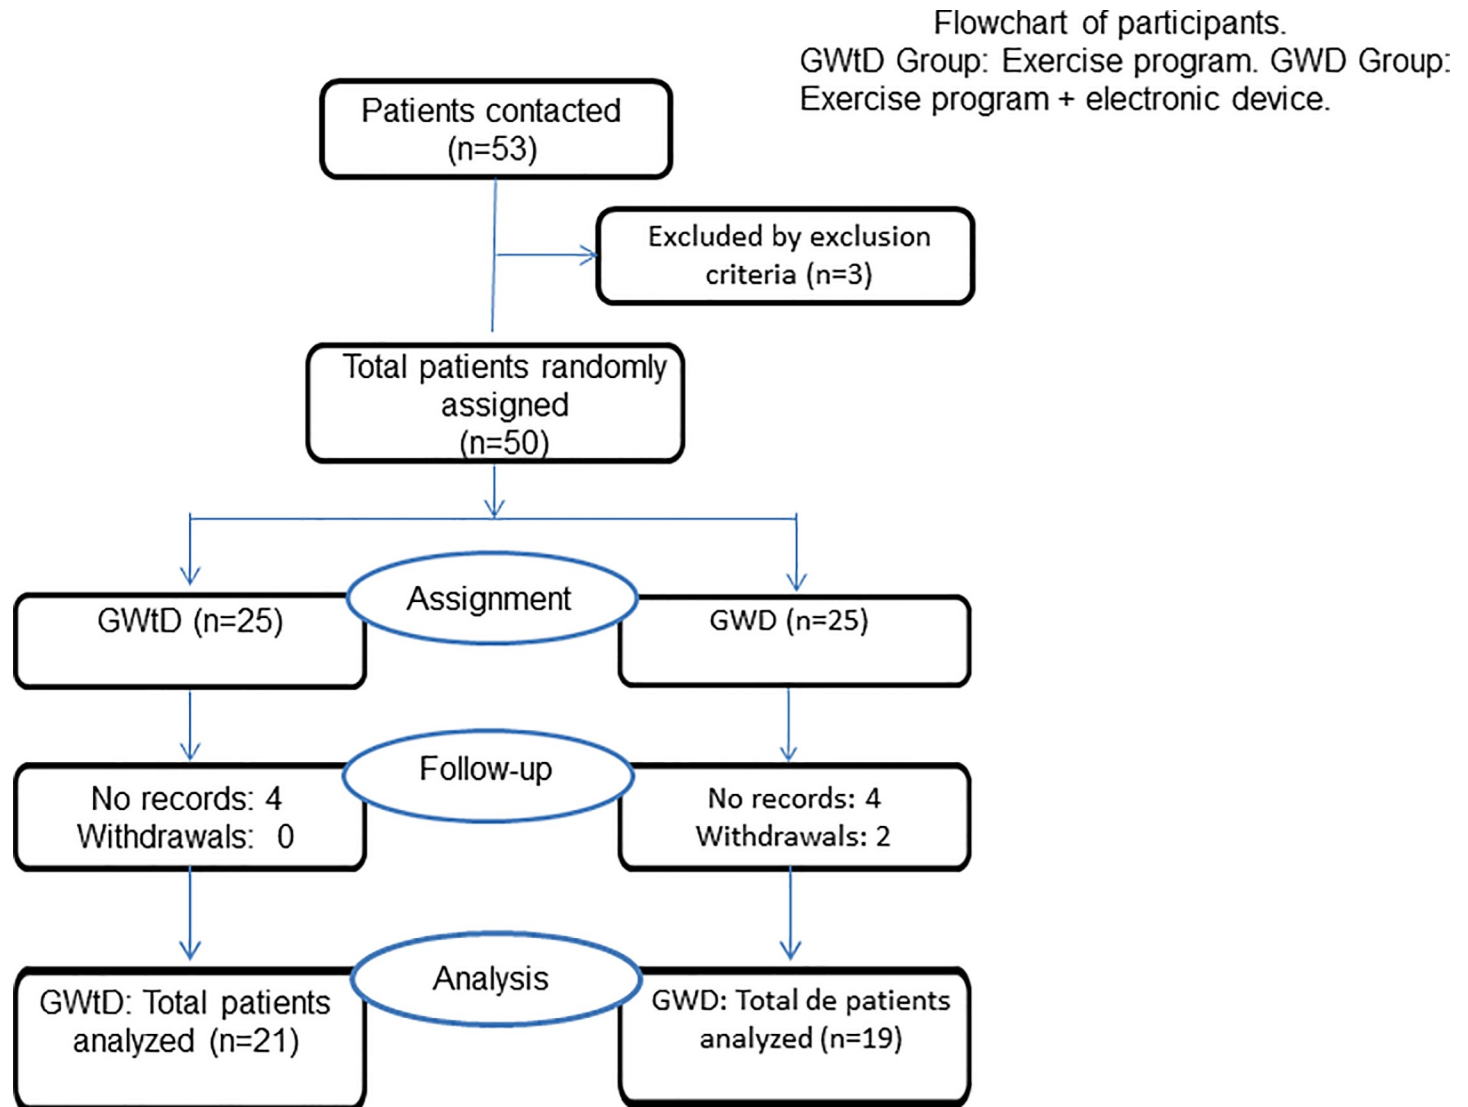 Flowchart of participants.
GWtD Group: Exercise program. GWD Group:
Exercise program + electronic device.
Patients contacted
(n=53)
Excluded by exclusion
criteria (n=3)
Total patients randomly
assigned
(n=50)
Assignment
GWtD (n=25)
GWD (n=25)
Follow-up
No records: 4
Withdrawals: 0
No records: 4
Withdrawals: 2
Analysis
GWtD: Total patients
analyzed (n=21)
GWD: Total de patients
analyzed (n=19)